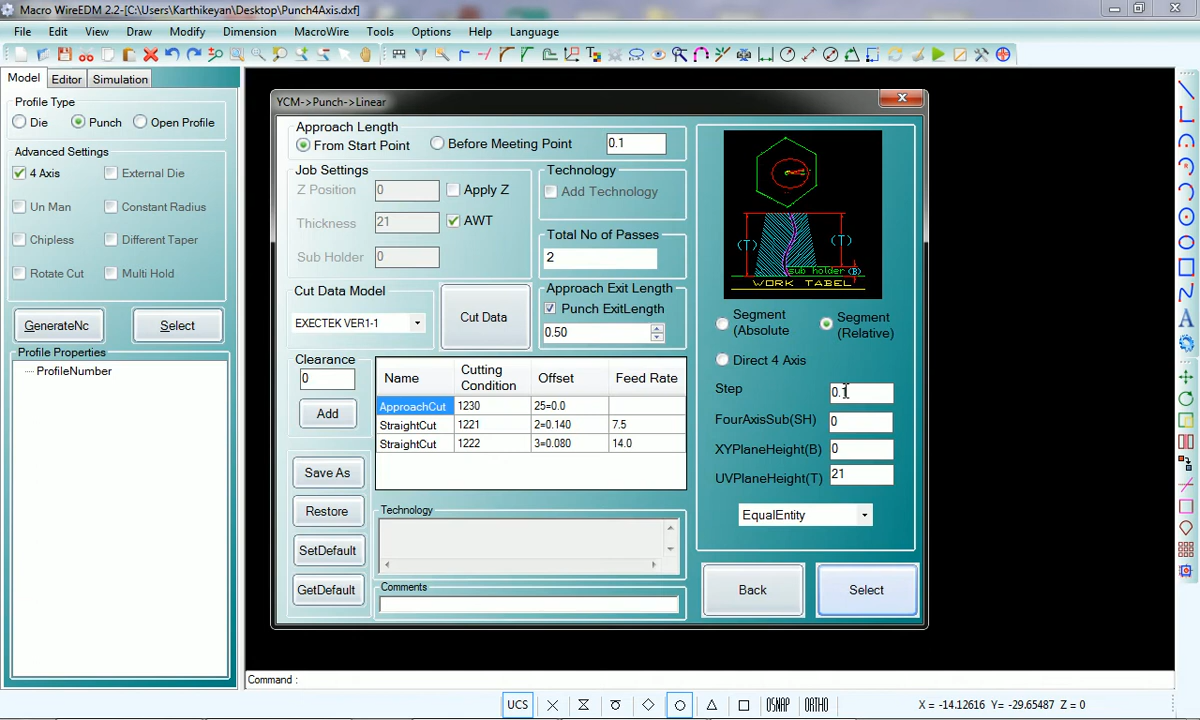 Macro WireEDM 2.2-[C:\Users\Karthikeyan\Desktop\Punch4Axis.dxf]
File Edit View Draw Modify Dimension MacroWire Tools Options Help Language
Model Editor Simulation
Profile Type
Die Punch Open Profile
Advanced Settings
4 Axis External Die
Un Man Constant Radius
Chipless Different Taper
Rotate Cut Multi Hold
GenerateNc Select
Profile Properties
ProfileNumber
YCM->Punch->Linear
Approach Length
From Start Point Before Meeting Point 0.1
Job Settings
Z Position 0 Apply Z
Thickness 21 AWT
Sub Holder 0
Technology
Add Technology
Total No of Passes
2
Cut Data Model
EXECTEK VER1-1
Cut Data
Approach Exit Length
Punch ExitLength
0.50
Clearance
0
Add
Name Cutting Condition Offset Feed Rate
ApproachCut 1230 25=0.0
StraightCut 1221 2=0.140 7.5
StraightCut 1222 3=0.080 14.0
Save As
Restore
SetDefault
GetDefault
Technology
Comments
(T) (T)
sub holder (B)
WORK TABEL
Segment (Absolute
Segment (Relative)
Direct 4 Axis
Step 0.1
FourAxisSub(SH) 0
XYPlaneHeight(B) 0
UVPlaneHeight(T) 21
EqualEntity
Back Select
Command :
UCS OSNAP ORTHO X = -14.12616 Y= -29.65487 Z = 0